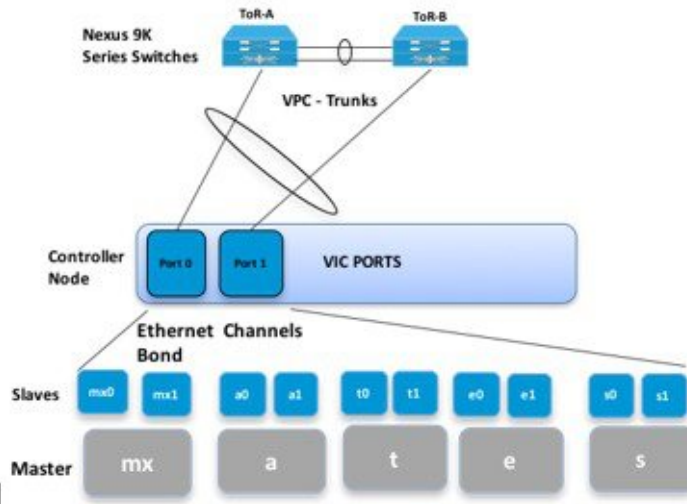 ToR-A
ToR-B
Nexus 9K
Series Switches
VPC - Trunks
Controller
Node
Port 0
Port 1
VIC PORTS
Ethernet Channels
Bond
Slaves
mx0
mx1
a0
a1
t0
t1
e0
e1
s0
s1
Master
mx
a
t
e
s